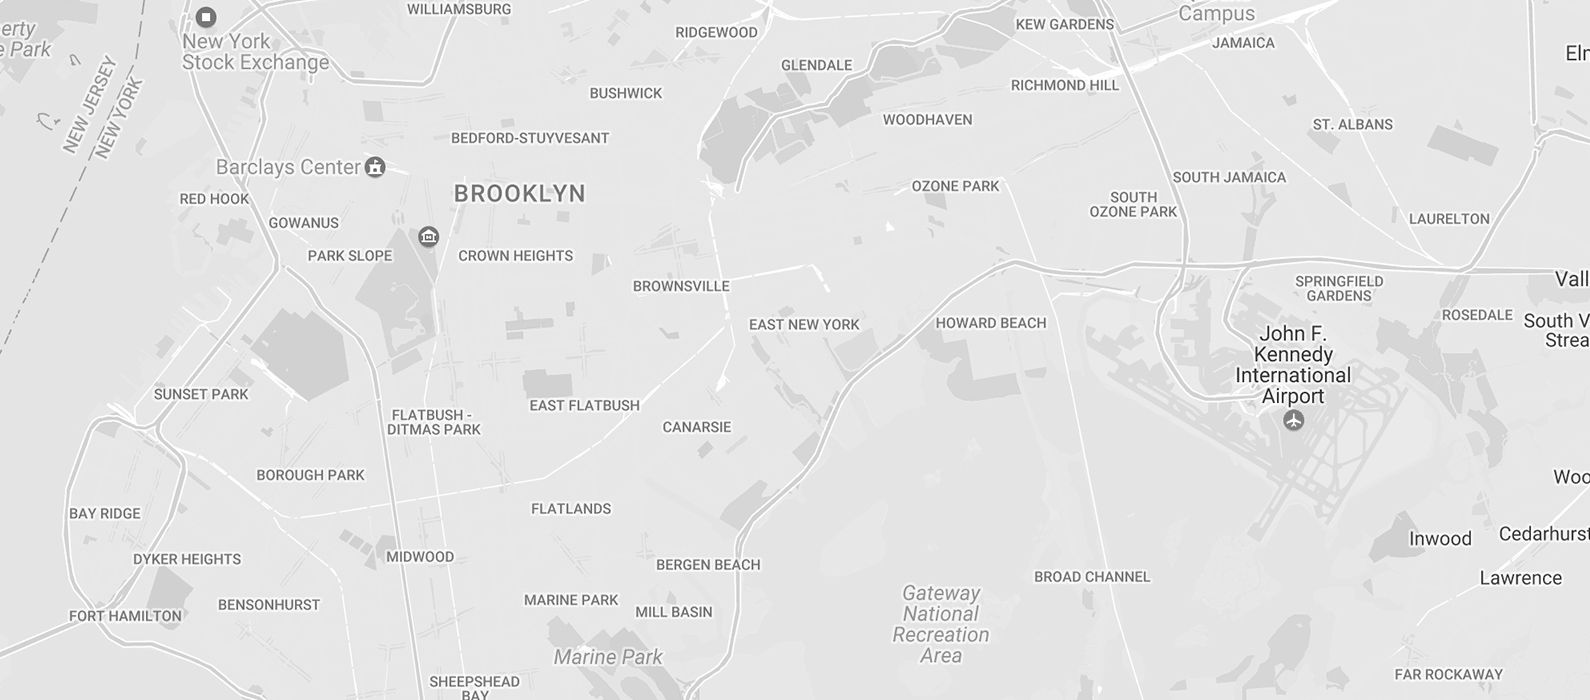 WILLIAMSBURG
Campus
KEW GARDENS
New York
Stock Exchange
RIDGEWOOD
JAMAICA
erty
e Park
GLENDALE
RICHMOND HILL
BUSHWICK
NEW JERSEY
NEW YORK
WOODHAVEN
ST. ALBANS
BEDFORD-STUYVESANT
Barclays Center
BROOKLYN
SOUTH JAMAICA
OZONE PARK
RED HOOK
SOUTH
OZONE PARK
GOWANUS
LAURELTON
PARK SLOPE
CROWN HEIGHTS
BROWNSVILLE
SPRINGFIELD
GARDENS
Vall
EAST NEW YORK
HOWARD BEACH
ROSEDALE
South V
Strea
John F.
Kennedy
International
Airport
SUNSET PARK
EAST FLATBUSH
FLATBUSH -
DITMAS PARK
CANARSIE
BOROUGH PARK
Woo
BAY RIDGE
FLATLANDS
Inwood
Cedarhurst
DYKER HEIGHTS
MIDWOOD
BERGEN BEACH
BROAD CHANNEL
Lawrence
FORT HAMILTON
BENSONHURST
MARINE PARK
MILL BASIN
Gateway
National
Recreation
Area
Marine Park
FAR ROCKAWAY
SHEEPSHEAD
BAY